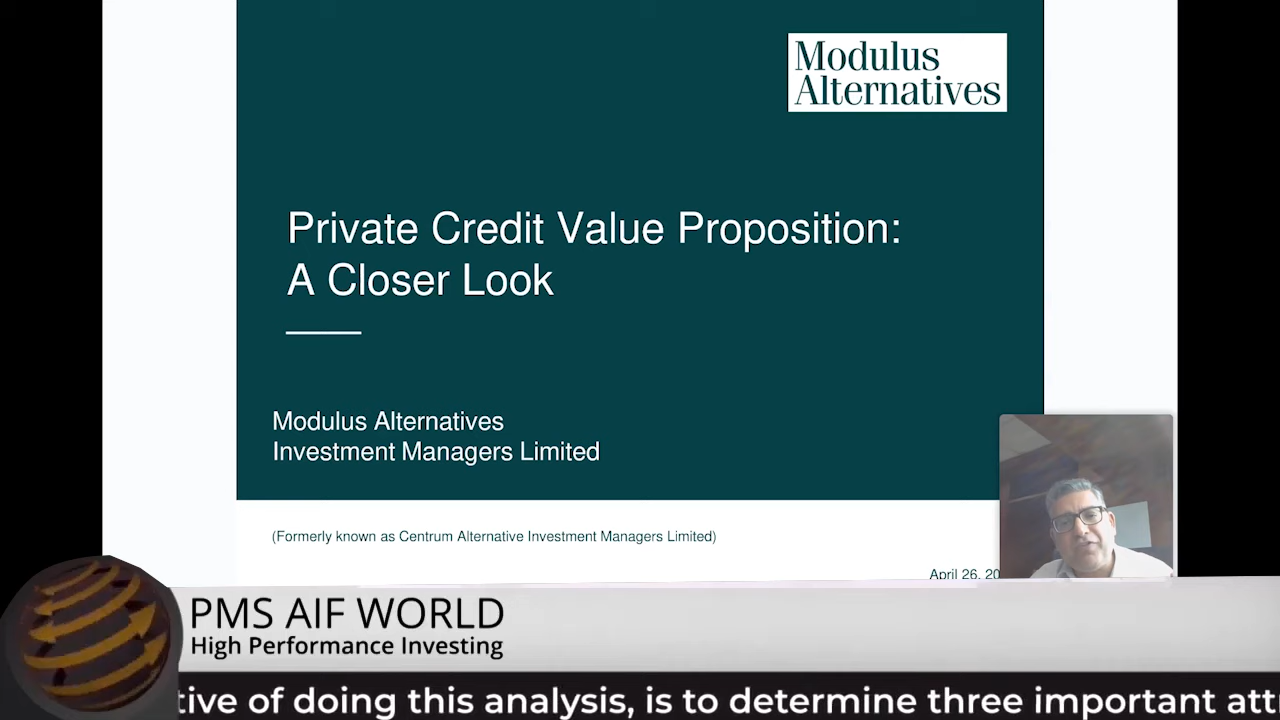 Modulus
Alternatives
Private Credit Value Proposition:
A Closer Look
Modulus Alternatives
Investment Managers Limited
(Formerly known as Centrum Alternative Investment Managers Limited)
April 26, 20
PMS AIF WORLD
High Performance Investing
tive of doing this analysis, is to determine three important att